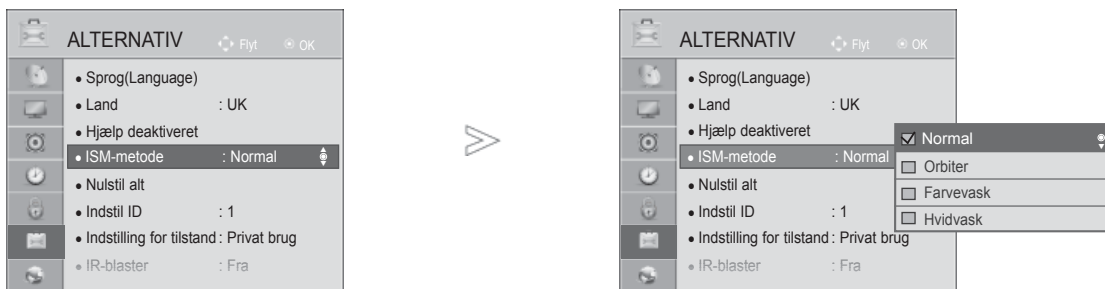 ALTERNATIV Flyt OK
• Sprog(Language)
• Land : UK
• Hjælp deaktiveret
• ISM-metode : Normal
• Nulstil alt
• Indstil ID : 1
• Indstilling for tilstand : Privat brug
• IR-blaster : Fra
ALTERNATIV Flyt OK
• Sprog(Language)
• Land : UK
• Hjælp deaktiveret
• ISM-metode : Normal
• Nulstil alt
• Indstil ID : 1
• Indstilling for tilstand : Privat brug
• IR-blaster : Fra
Normal
Orbiter
Farvevask
Hvidvask